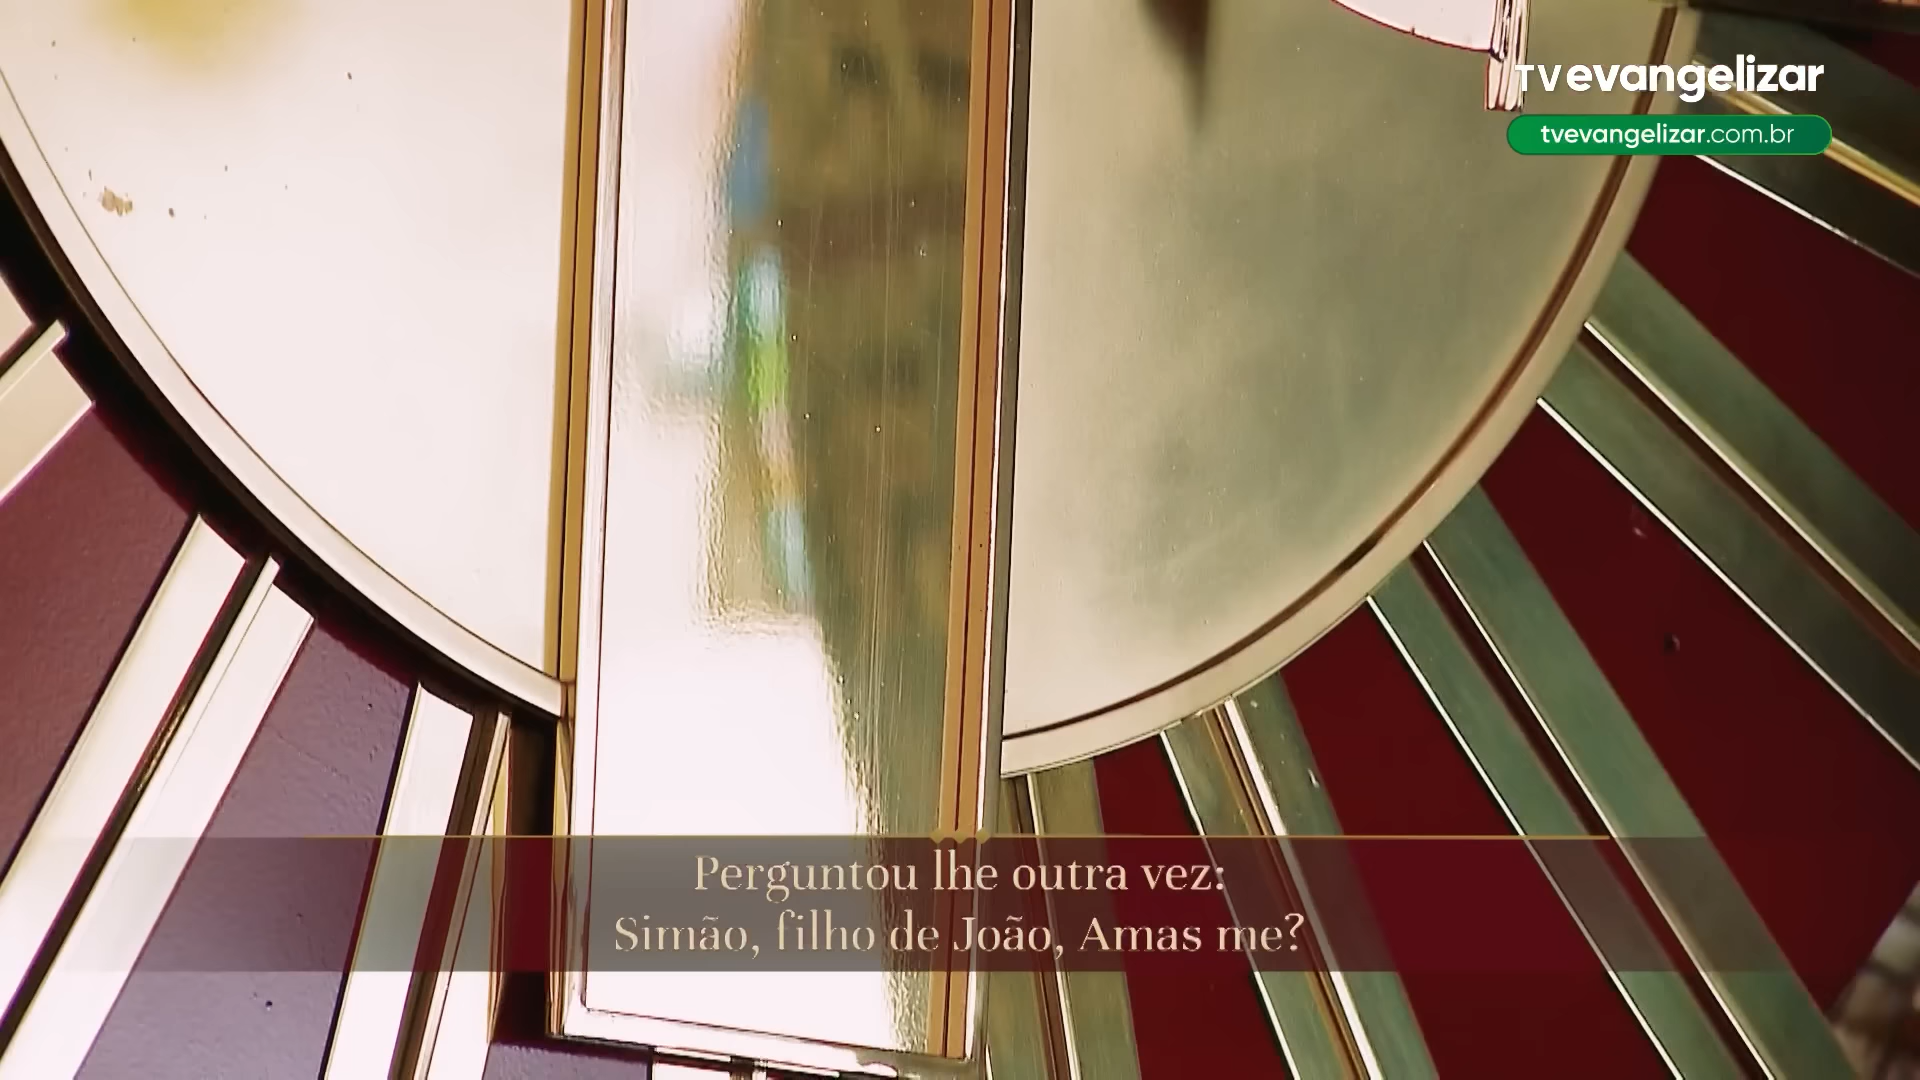 TVevangelizar
tvevangelizar.com.br
Perguntou lhe outra vez:
Simão, filho de João, Amas me?